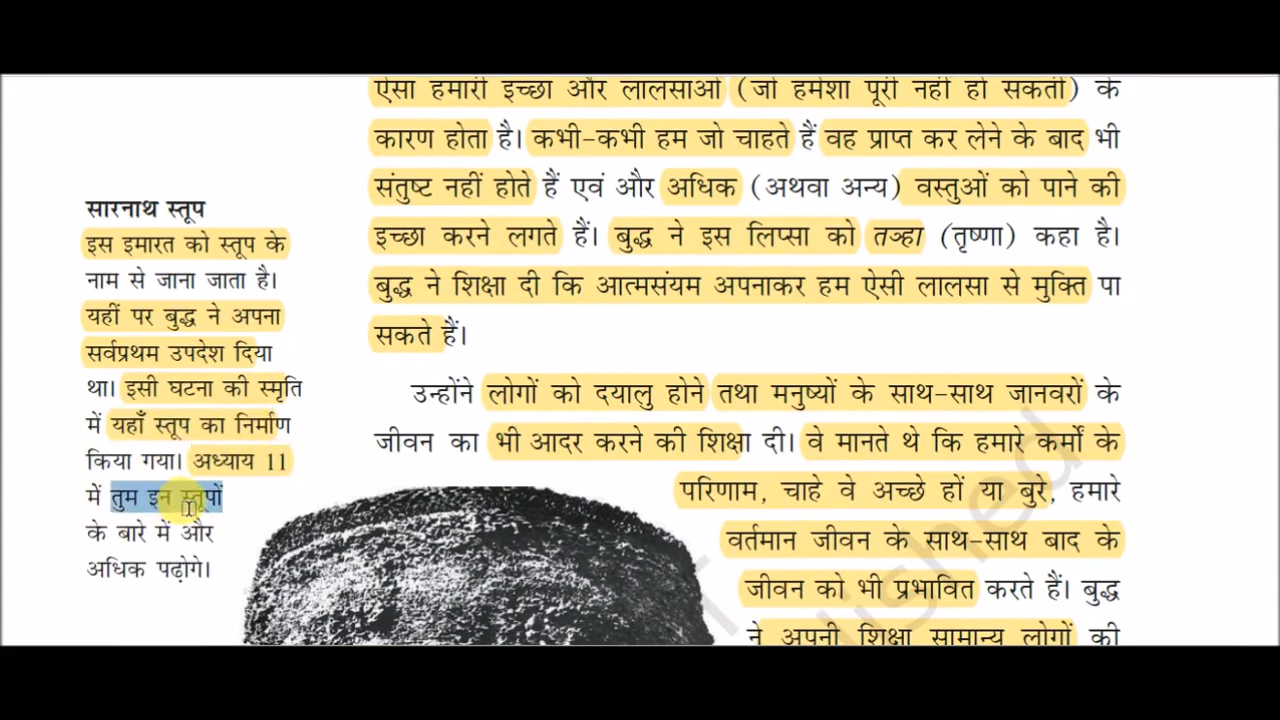 सारनाथ स्तूप
इस इमारत को स्तूप के
नाम से जाना जाता है।
यहीं पर बुद्ध ने अपना
सर्वप्रथम उपदेश दिया
था। इसी घटना की स्मृति
में यहाँ स्तूप का निर्माण
किया गया। अध्याय 11
में तुम इन स्तूपों
के बारे में और
अधिक पढ़ोगे।
ऐसा हमारी इच्छा और लालसाओं (जो हमेशा पूरी नहीं हो सकतीं) के
कारण होता है। कभी-कभी हम जो चाहते हैं वह प्राप्त कर लेने के बाद भी
संतुष्ट नहीं होते हैं एवं और अधिक (अथवा अन्य) वस्तुओं को पाने की
इच्छा करने लगते हैं। बुद्ध ने इस लिप्सा को तञ्हा (तृष्णा) कहा है।
बुद्ध ने शिक्षा दी कि आत्मसंयम अपनाकर हम ऐसी लालसा से मुक्ति पा
सकते हैं।
उन्होंने लोगों को दयालु होने तथा मनुष्यों के साथ-साथ जानवरों के
जीवन का भी आदर करने की शिक्षा दी। वे मानते थे कि हमारे कर्मों के
परिणाम, चाहे वे अच्छे हों या बुरे, हमारे
वर्तमान जीवन के साथ-साथ बाद के
जीवन को भी प्रभावित करते हैं। बुद्ध
ने अपनी शिक्षा सामान्य लोगों की